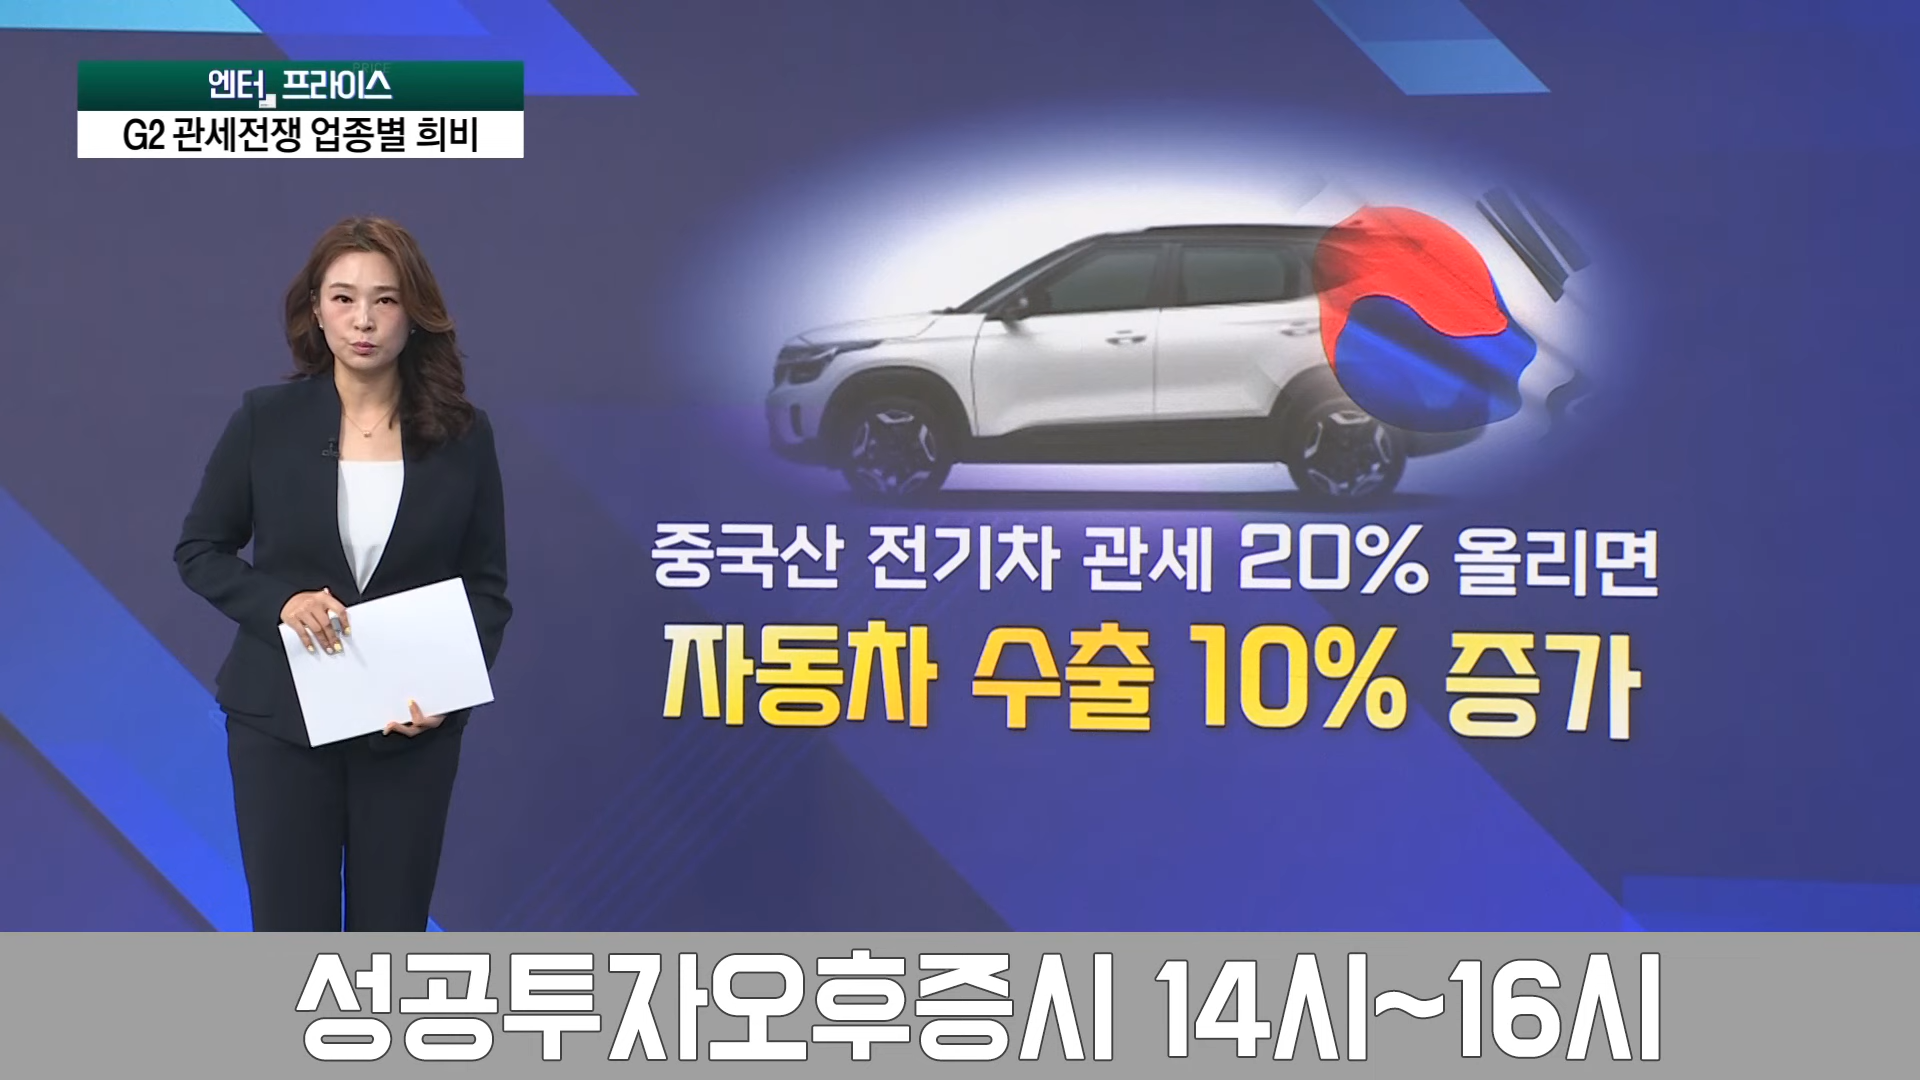 PRICE
엔터 프라이스
G2 관세전쟁 업종별 희비
중국산 전기차 관세 20% 올리면
자동차 수출 10% 증가
성공투자오후증시 14시~16시